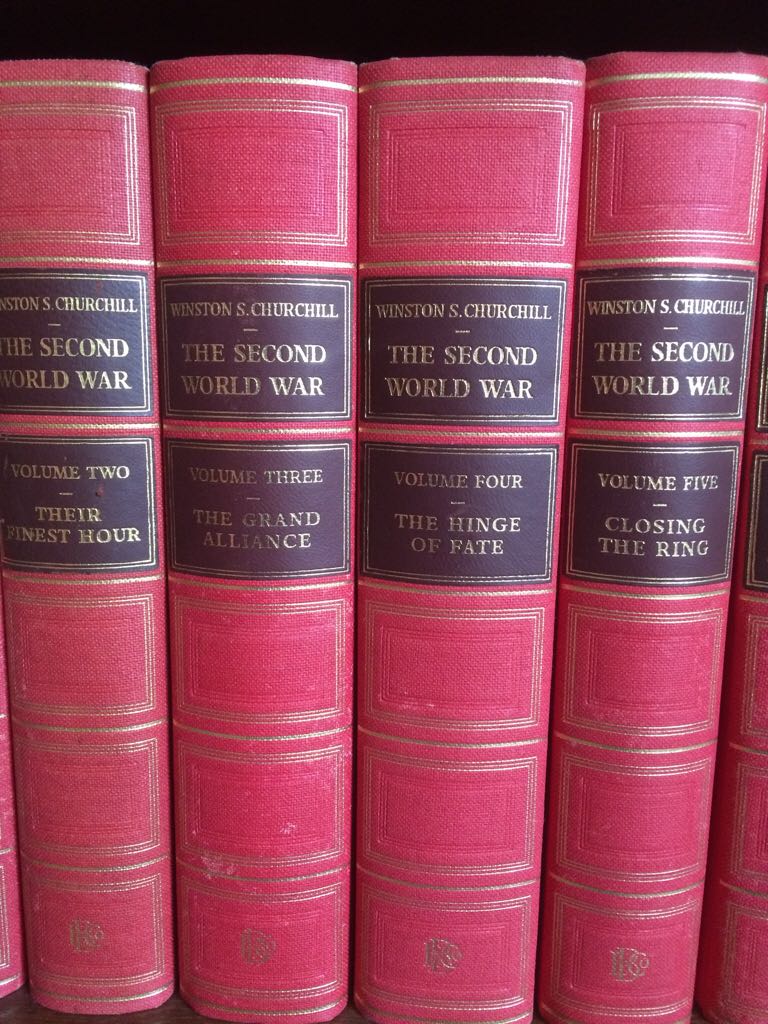 WINSTON S. CHURCHILL
THE SECOND
WORLD WAR
VOLUME TWO
THEIR
FINEST HOUR
WINSTON S. CHURCHILL
THE SECOND
WORLD WAR
VOLUME THREE
THE GRAND
ALLIANCE
WINSTON S. CHURCHILL
THE SECOND
WORLD WAR
VOLUME FOUR
THE HINGE
OF FATE
WINSTON S. CHURCHILL
THE SECOND
WORLD WAR
VOLUME FIVE
CLOSING
THE RING